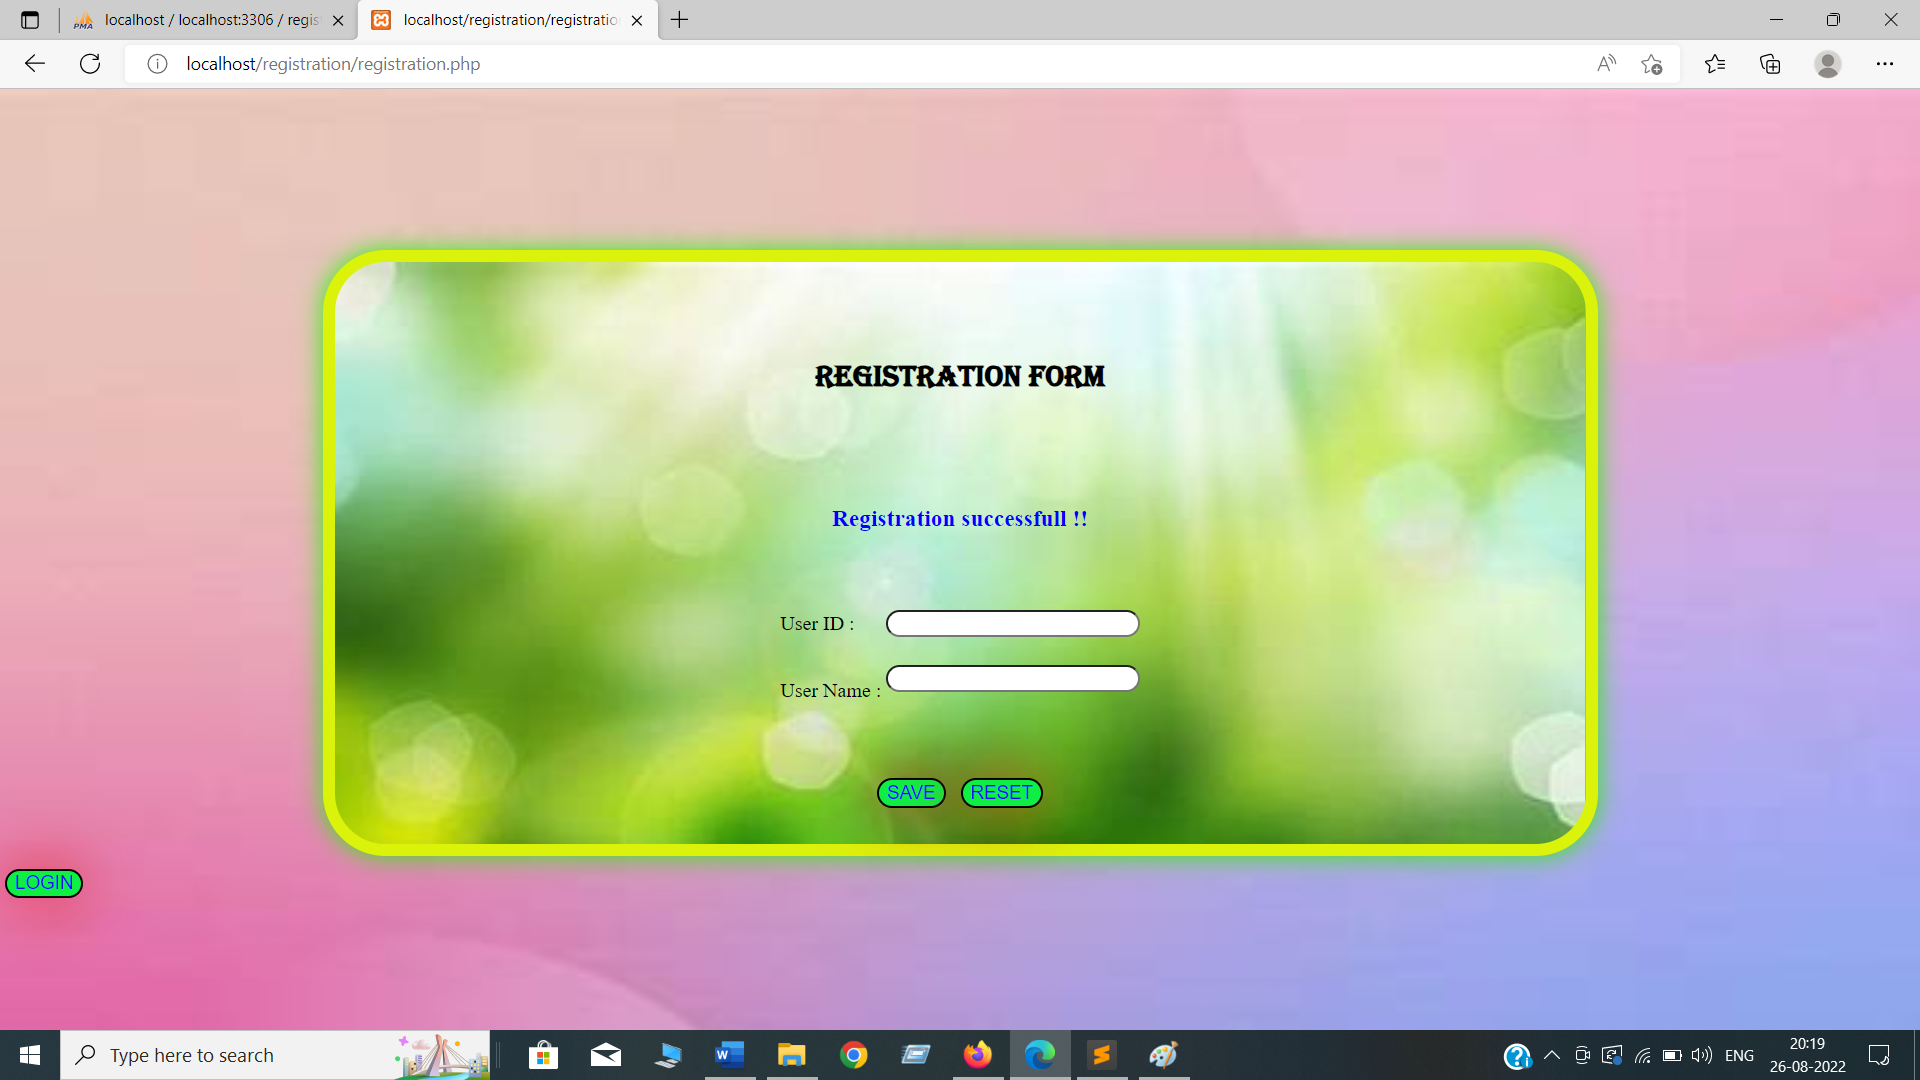 localhost / localhost:3306 / regis
localhost/registration/registratio
localhost/registration/registration.php
REGISTRATION FORM
Registration successfull !!
User ID :
User Name :
SAVE RESET
LOGIN
Type here to search
ENG
20:19
26-08-2022